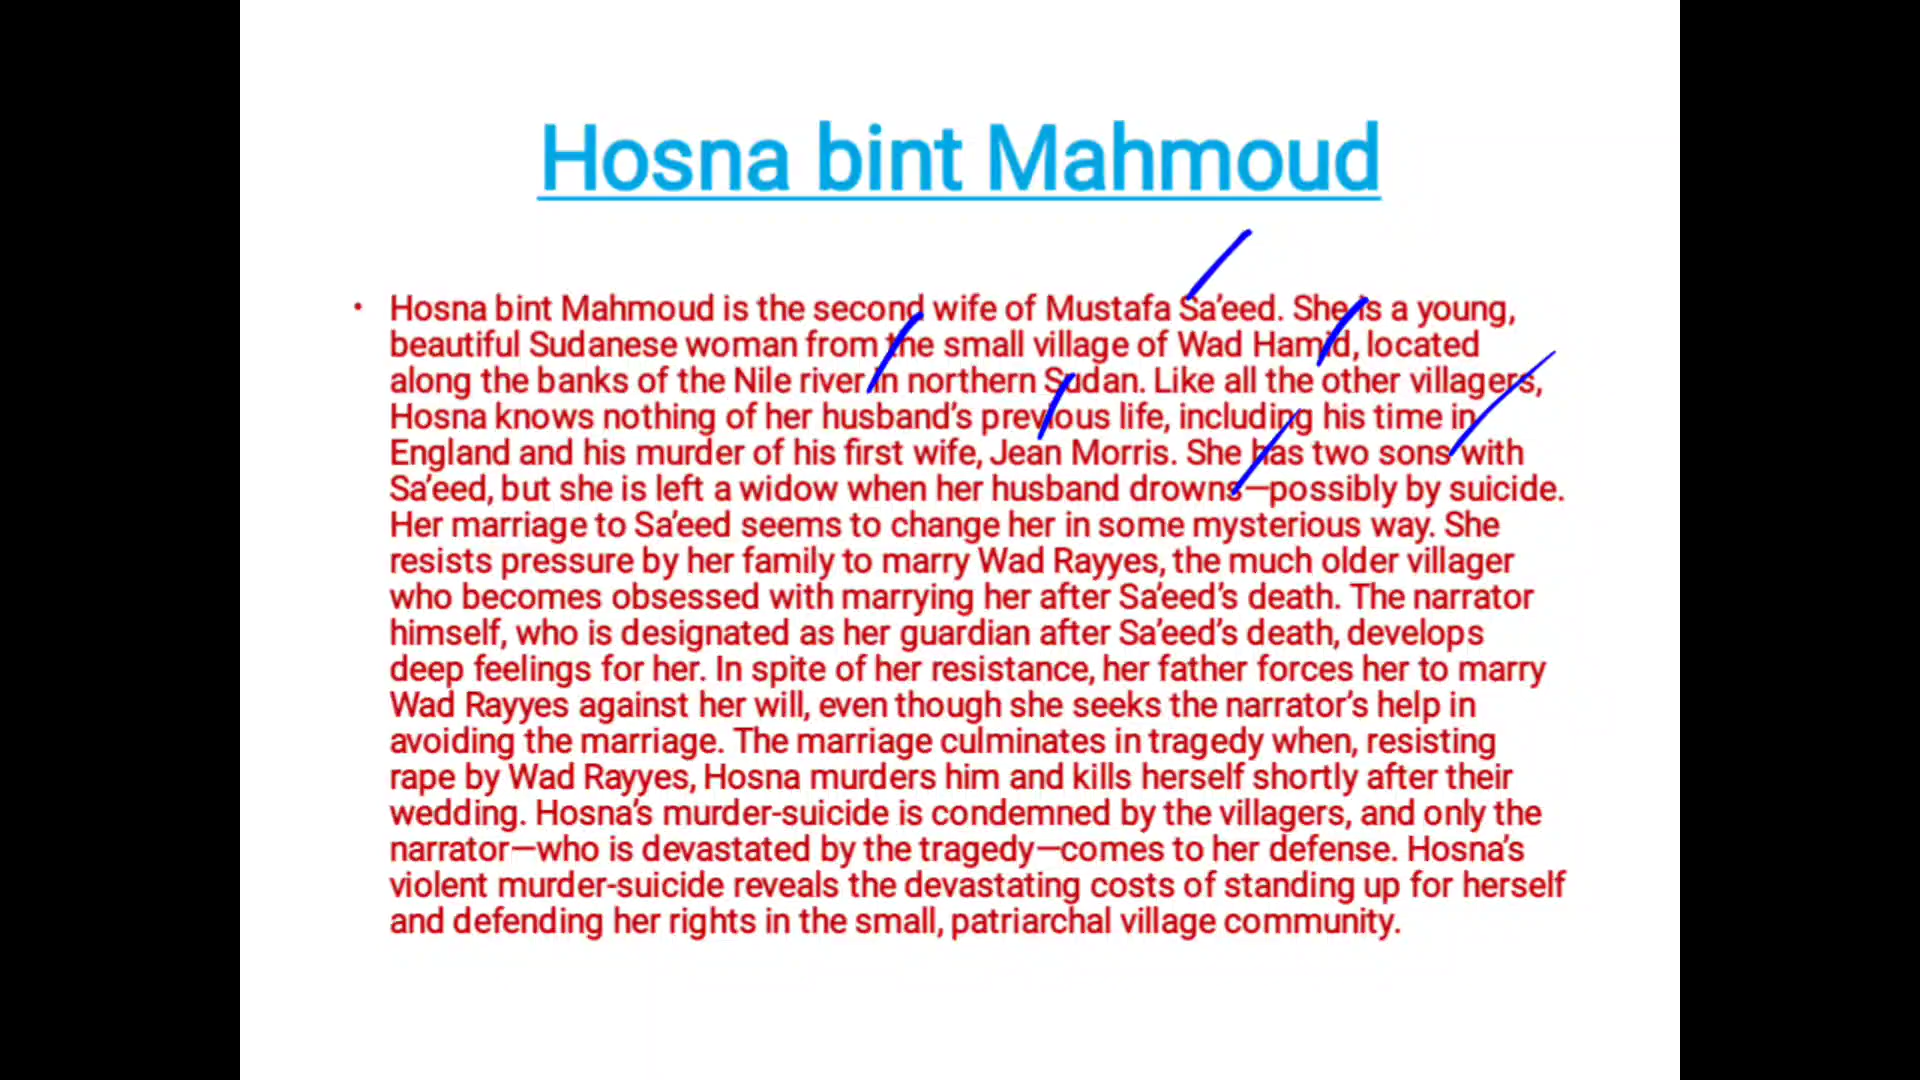 Hosna bint Mahmoud
• Hosna bint Mahmoud is the second wife of Mustafa Sa’eed. She is a young,
beautiful Sudanese woman from the small village of Wad Hamid, located
along the banks of the Nile river in northern Sudan. Like all the other villagers,
Hosna knows nothing of her husband’s previous life, including his time in
England and his murder of his first wife, Jean Morris. She has two sons with
Sa’eed, but she is left a widow when her husband drowns—possibly by suicide.
Her marriage to Sa’eed seems to change her in some mysterious way. She
resists pressure by her family to marry Wad Rayyes, the much older villager
who becomes obsessed with marrying her after Sa’eed’s death. The narrator
himself, who is designated as her guardian after Sa’eed’s death, develops
deep feelings for her. In spite of her resistance, her father forces her to marry
Wad Rayyes against her will, even though she seeks the narrator’s help in
avoiding the marriage. The marriage culminates in tragedy when, resisting
rape by Wad Rayyes, Hosna murders him and kills herself shortly after their
wedding. Hosna’s murder-suicide is condemned by the villagers, and only the
narrator—who is devastated by the tragedy—comes to her defense. Hosna’s
violent murder-suicide reveals the devastating costs of standing up for herself
and defending her rights in the small, patriarchal village community.